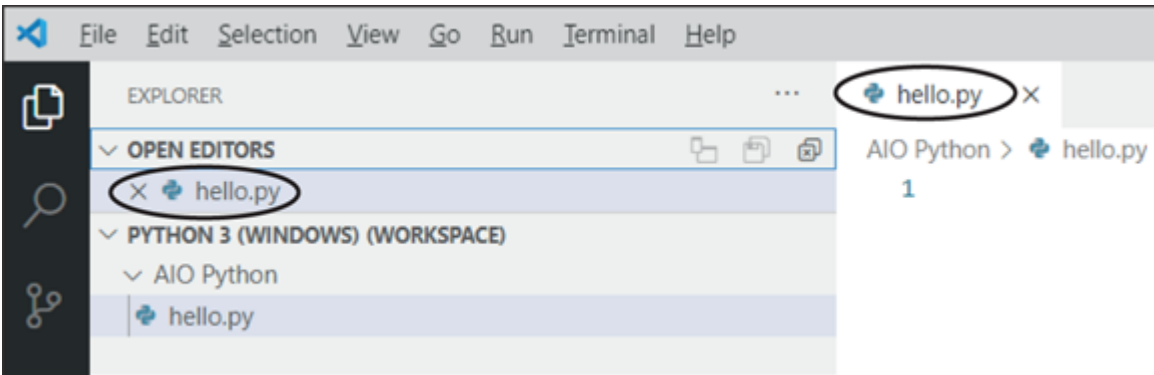 File Edit Selection View Go Run Terminal Help
EXPLORER ...
OPEN EDITORS
hello.py
PYTHON 3 (WINDOWS) (WORKSPACE)
AIO Python
hello.py
hello.py
AIO Python > hello.py
1